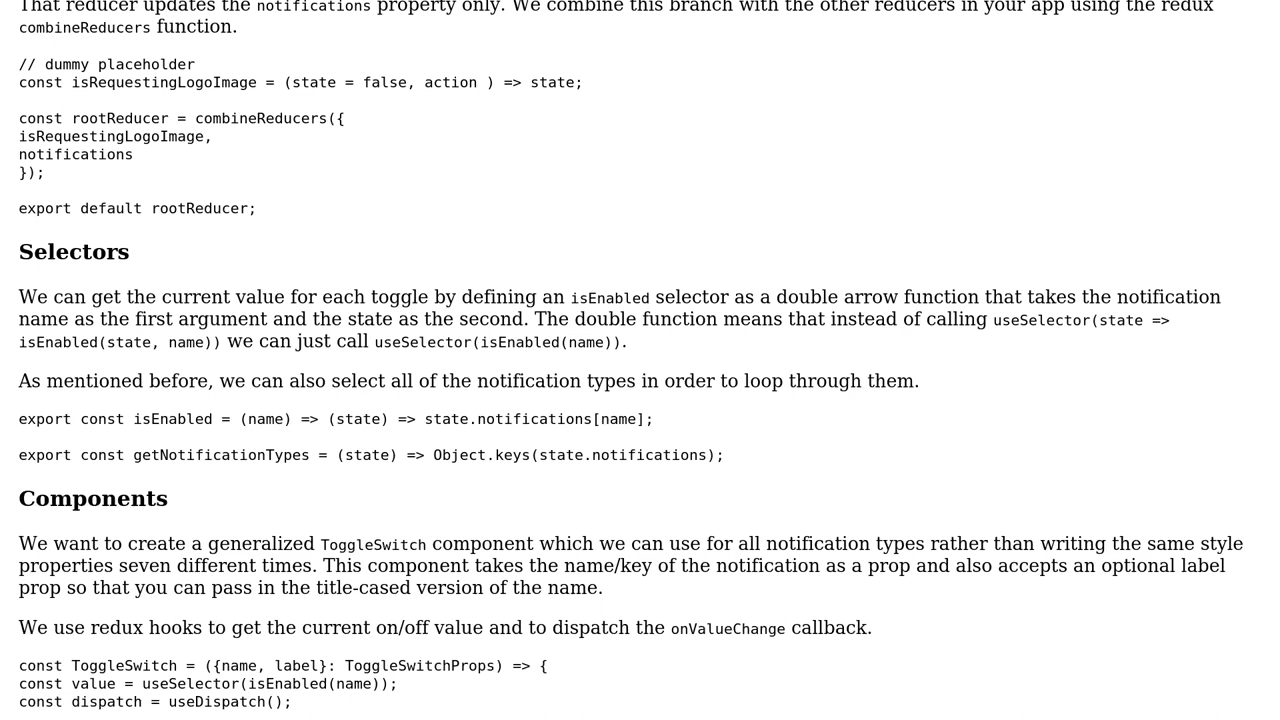 That reducer updates the notifications property only. We combine this branch with the other reducers in your app using the redux
combineReducers function.
// dummy placeholder
const isRequestingLogoImage = (state = false, action ) => state;
const rootReducer = combineReducers({
isRequestingLogoImage,
notifications
});
export default rootReducer;
Selectors
We can get the current value for each toggle by defining an isEnabled selector as a double arrow function that takes the notification
name as the first argument and the state as the second. The double function means that instead of calling useSelector(state =>
isEnabled(state, name)) we can just call useSelector(isEnabled(name)).
As mentioned before, we can also select all of the notification types in order to loop through them.
export const isEnabled = (name) => (state) => state.notifications[name];
export const getNotificationTypes = (state) => Object.keys(state.notifications);
Components
We want to create a generalized ToggleSwitch component which we can use for all notification types rather than writing the same style
properties seven different times. This component takes the name/key of the notification as a prop and also accepts an optional label
prop so that you can pass in the title-cased version of the name.
We use redux hooks to get the current on/off value and to dispatch the onValueChange callback.
const ToggleSwitch = ({name, label}: ToggleSwitchProps) => {
const value = useSelector(isEnabled(name));
const dispatch = useDispatch();